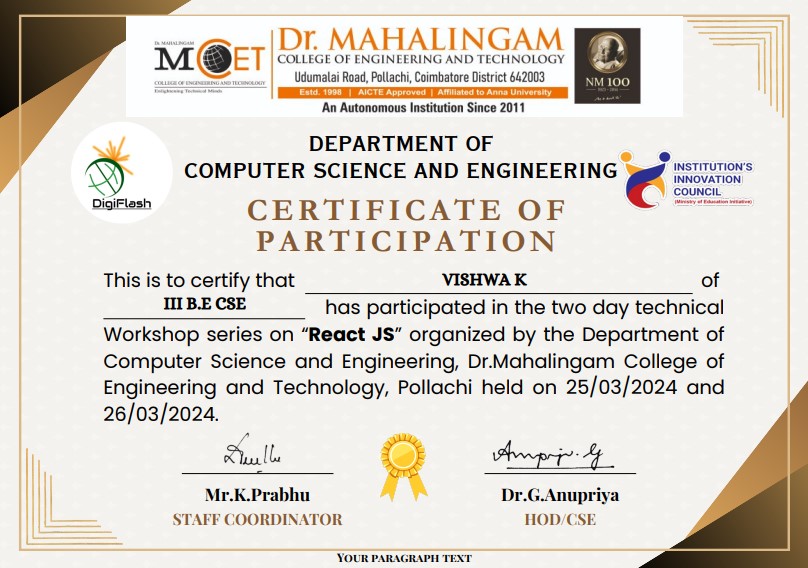 Dr. MAHALINGAM
MCET
Dr. MAHALINGAM
COLLEGE OF ENGINEERING AND TECHNOLOGY
COLLEGE OF ENGINEERING AND TECHNOLOGY
Enlightening Technical Minds
Udumalai Road, Pollachi, Coimbatore District 642003
Estd. 1998 | AICTE Approved | Affiliated to Anna University
An Autonomous Institution Since 2011
NM 100
DEPARTMENT OF
COMPUTER SCIENCE AND ENGINEERING
DigiFlash
INSTITUTION'S
INNOVATION
COUNCIL
(Ministry of Education Initiative)
CERTIFICATE OF
PARTICIPATION
This is to certify that VISHWA K of
III B.E CSE has participated in the two day technical
Workshop series on “React JS” organized by the Department of
Computer Science and Engineering, Dr.Mahalingam College of
Engineering and Technology, Pollachi held on 25/03/2024 and
26/03/2024.
Anupriya. G
Mr.K.Prabhu
Dr.G.Anupriya
STAFF COORDINATOR
HOD/CSE
YOUR PARAGRAPH TEXT